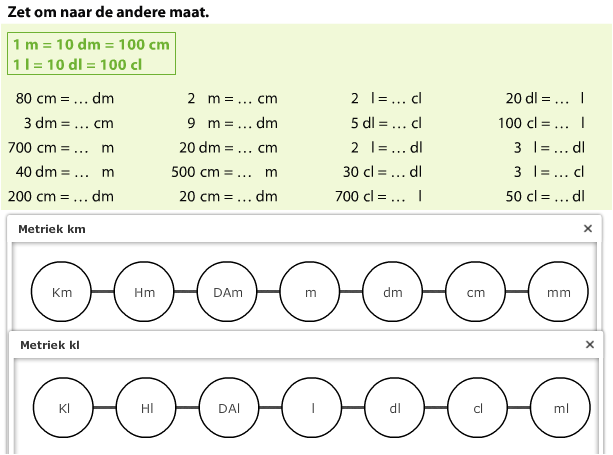 Zet om naar de andere maat.
1 m = 10 dm = 100 cm
1 l = 10 dl = 100 cl
80 cm = … dm 2 m = … cm 2 l = … cl 20 dl = … l
3 dm = … cm 9 m = … dm 5 dl = … cl 100 cl = … l
700 cm = … m 20 dm = … cm 2 l = … dl 3 l = … dl
40 dm = … m 500 cm = … m 30 cl = … dl 3 l = … cl
200 cm = … dm 20 cm = … dm 700 cl = … l 50 cl = … dl
Metriek km ×
Km Hm DAm m dm cm mm
Metriek kl ×
Kl Hl DAl l dl cl ml